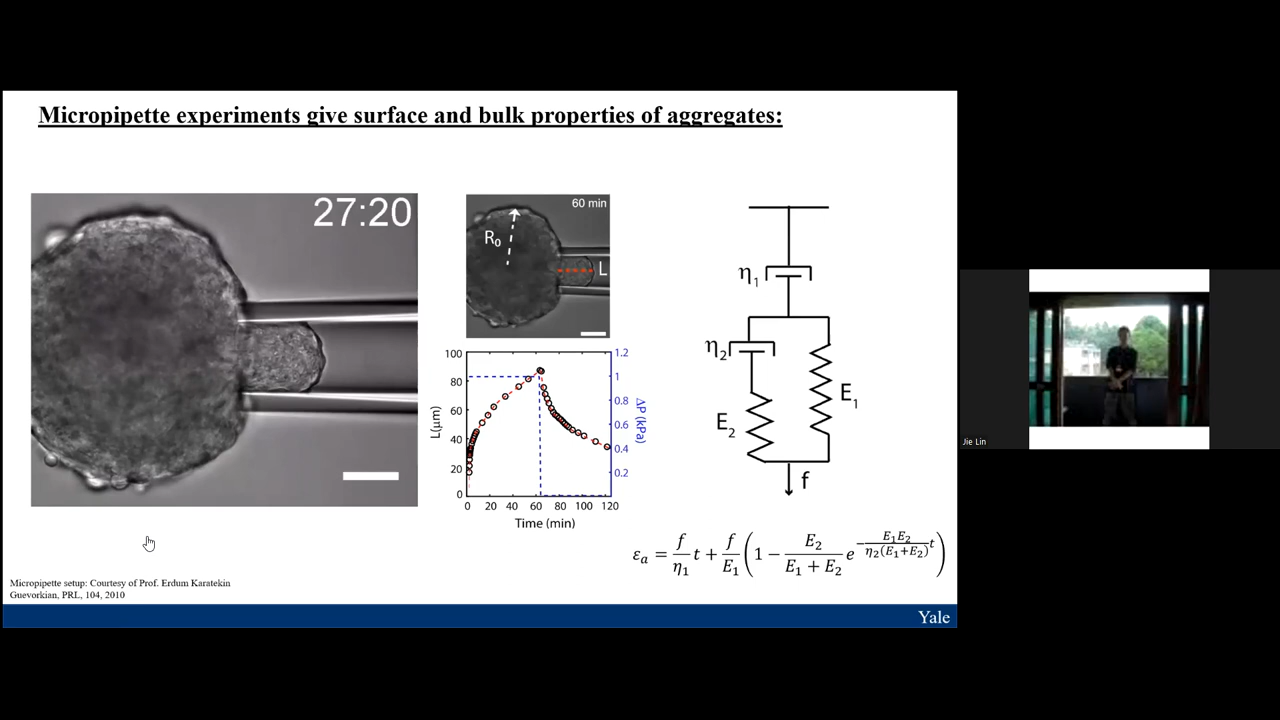 Micropipette experiments give surface and bulk properties of aggregates:
27:20
60 min
R₀
L
100
80
60
40
20
0
L(μm)
1.2
1
0.8
0.6
0.4
0.2
ΔP (kPa)
0 20 40 60 80 100 120
Time (min)
η₁
η₂
E₂
E₁
f
εₐ = f/η₁ t + f/E₁ (1 − E₂/(E₁ + E₂) e^(−E₁E₂/(η₂(E₁+E₂)) t))
Micropipette setup: Courtesy of Prof. Erdum Karatekin
Guevorkian, PRL, 104, 2010
Yale
Jie Lin